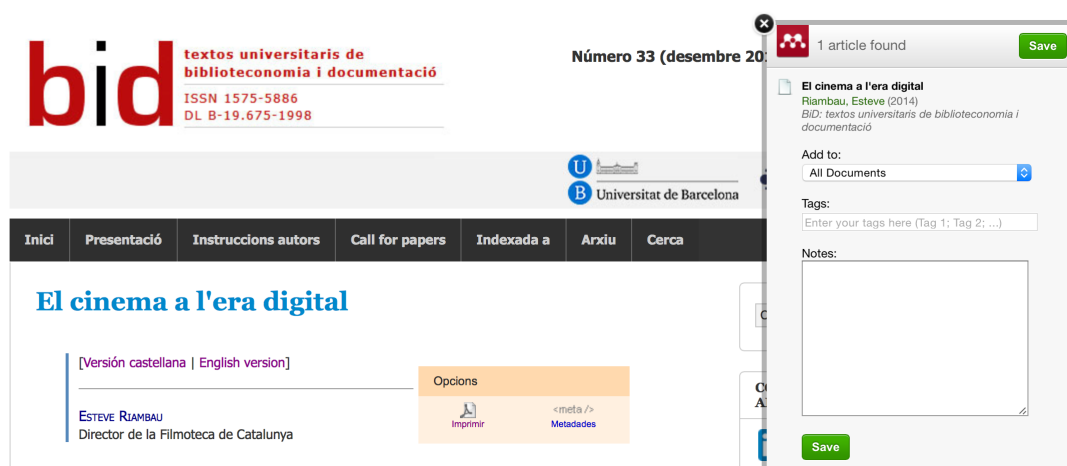 bid
textos universitaris de
biblioteconomia i documentació
ISSN 1575-5886
DL B-19.675-1998
Número 33 (desembre
U
B Universitat de Barcelona
Inici Presentació Instruccions autors Call for papers Indexada a Arxiu Cerca
El cinema a l'era digital
[Versión castellana | English version]
Opcions
Imprimir
<meta />
Metadades
Esteve Riambau
Director de la Filmoteca de Catalunya
1 article found
Save
El cinema a l'era digital
Riambau, Esteve (2014)
BiD: textos universitaris de biblioteconomia i
documentació
Add to:
All Documents
Tags:
Enter your tags here (Tag 1; Tag 2; ...)
Notes:
Save